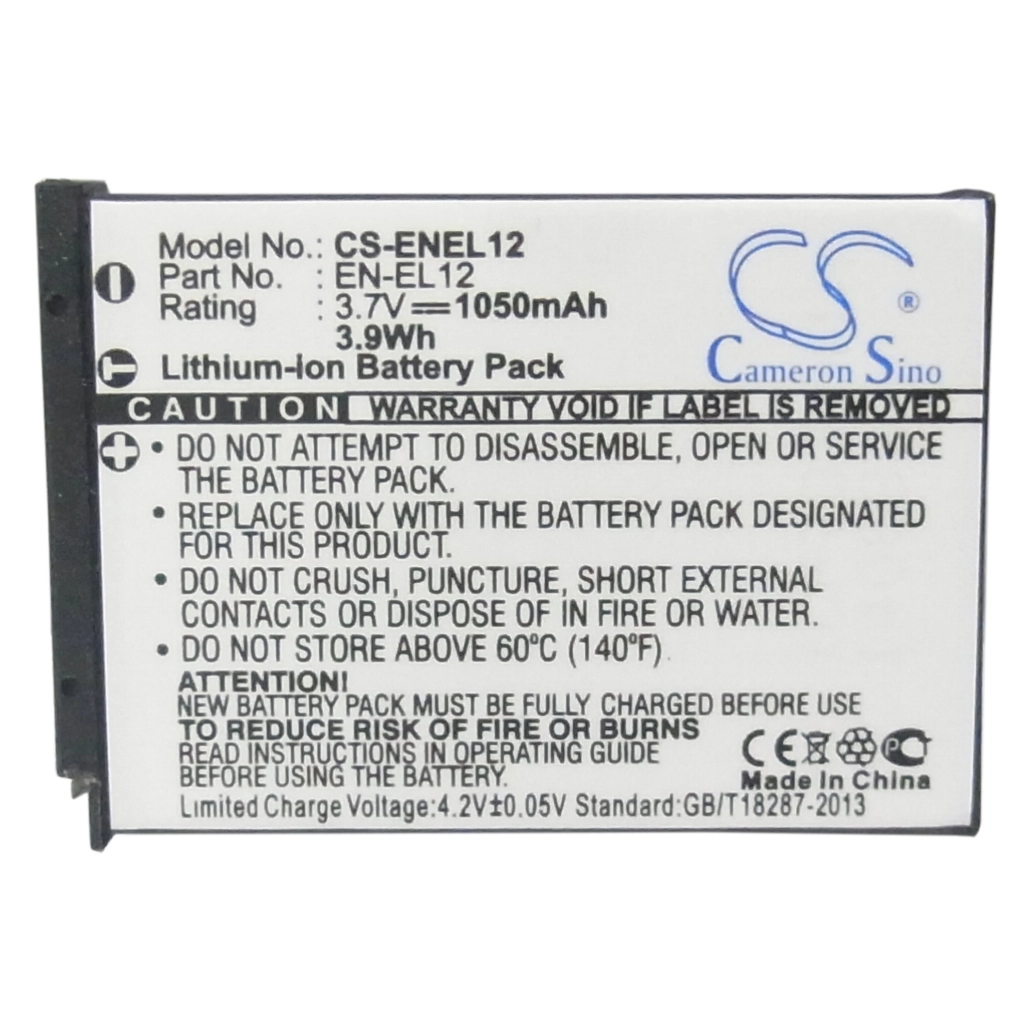 Model No.: CS-ENEL12
Part No. : EN-EL12
Rating : 3.7V⎓1050mAh
3.9Wh
Lithium-ion Battery Pack
CS ®
Cameron Sino
CAUTION WARRANTY VOID IF LABEL IS REMOVED
• DO NOT ATTEMPT TO DISASSEMBLE, OPEN OR SERVICE
THE BATTERY PACK.
• REPLACE ONLY WITH THE BATTERY PACK DESIGNATED
FOR THIS PRODUCT.
• DO NOT CRUSH, PUNCTURE, SHORT EXTERNAL
CONTACTS OR DISPOSE OF IN FIRE OR WATER.
• DO NOT STORE ABOVE 60ºC (140ºF).
ATTENTION!
NEW BATTERY PACK MUST BE FULLY CHARGED BEFORE USE
TO REDUCE RISK OF FIRE OR BURNS
READ INSTRUCTIONS IN OPERATING GUIDE
BEFORE USING THE BATTERY.
CE PC
Made In China
Limited Charge Voltage:4.2V±0.05V Standard:GB/T18287-2013
T